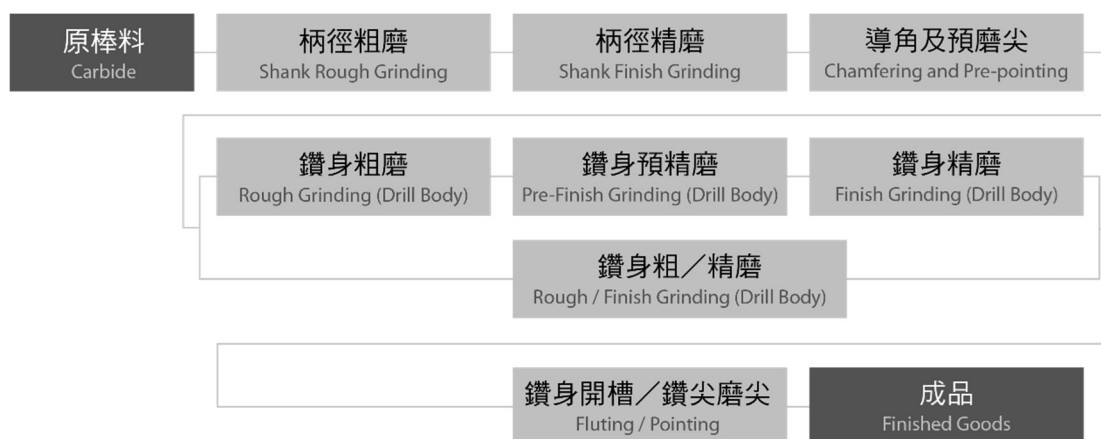 原棒料
Carbide
柄徑粗磨
Shank Rough Grinding
柄徑精磨
Shank Finish Grinding
導角及預磨尖
Chamfering and Pre-pointing
鑽身粗磨
Rough Grinding (Drill Body)
鑽身預精磨
Pre-Finish Grinding (Drill Body)
鑽身精磨
Finish Grinding (Drill Body)
鑽身粗／精磨
Rough / Finish Grinding (Drill Body)
鑽身開槽／鑽尖磨尖
Fluting / Pointing
成品
Finished Goods